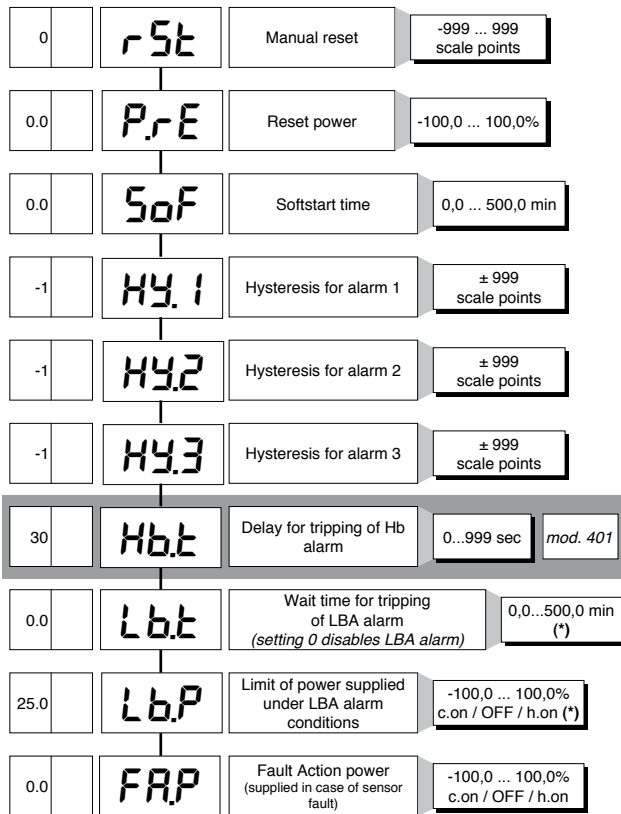 0
rSt
Manual reset
-999 ... 999
scale points
0.0
P.rE
Reset power
-100,0 ... 100,0%
0.0
SoF
Softstart time
0,0 ... 500,0 min
-1
HY. 1
Hysteresis for alarm 1
± 999
scale points
-1
HY.2
Hysteresis for alarm 2
± 999
scale points
-1
HY.3
Hysteresis for alarm 3
± 999
scale points
30
Hb.t
Delay for tripping of Hb
alarm
0...999 sec
mod. 401
0.0
Lb.t
Wait time for tripping
of LBA alarm
(setting 0 disables LBA alarm)
0,0...500,0 min
(*)
25.0
Lb.P
Limit of power supplied
under LBA alarm
conditions
-100,0 ... 100,0%
c.on / OFF / h.on (*)
0.0
FA.P
Fault Action power
(supplied in case of sensor
fault)
-100,0 ... 100,0%
c.on / OFF / h.on